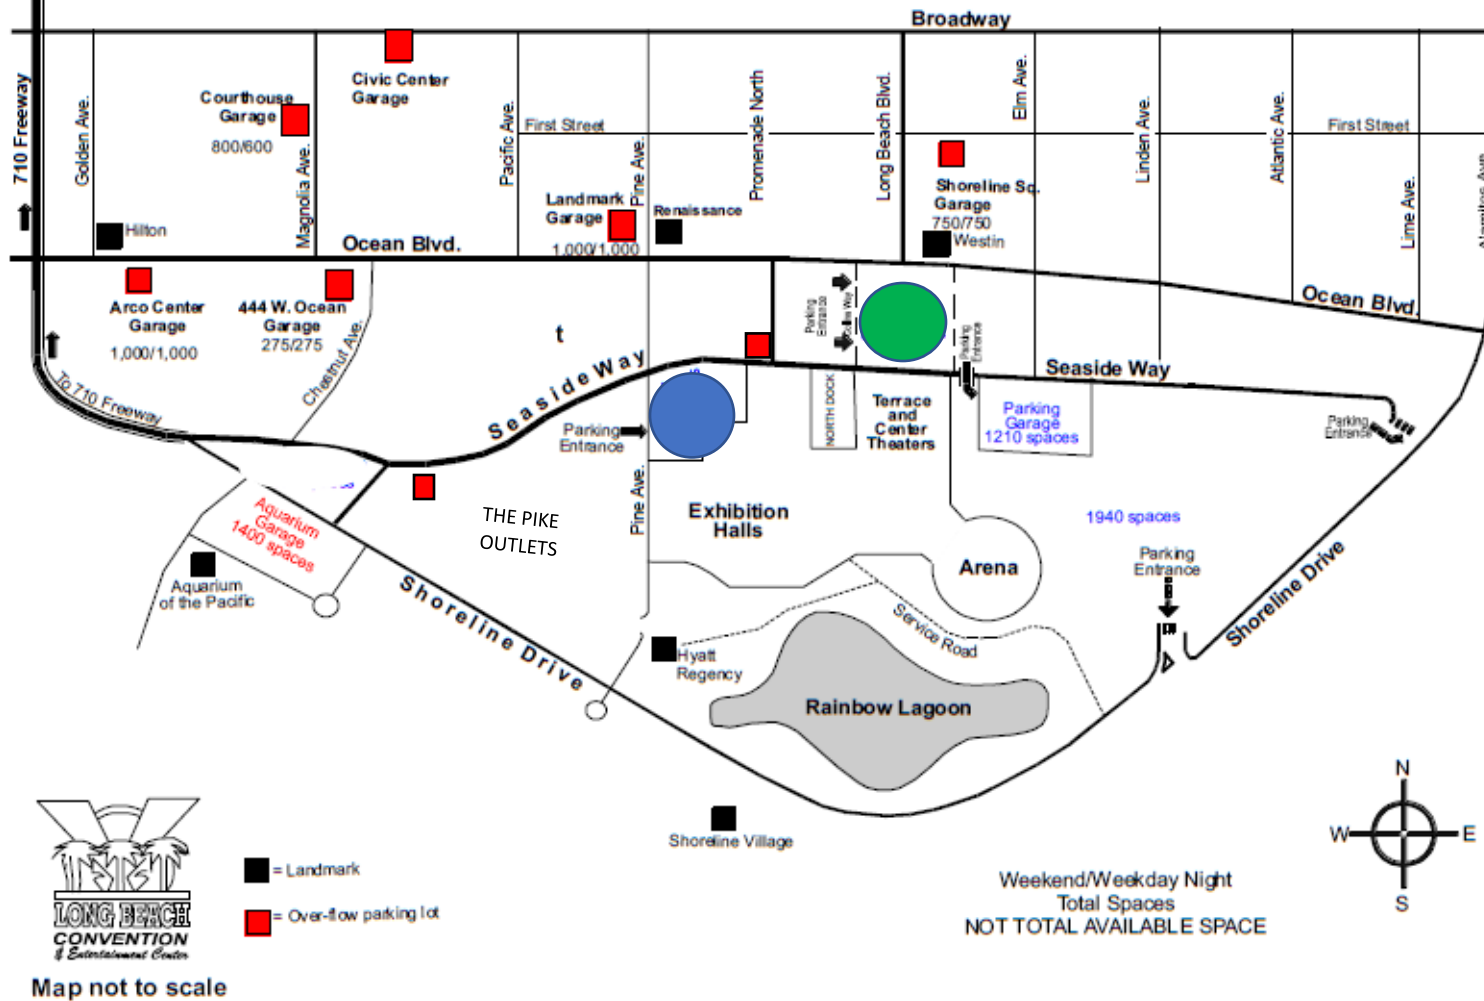 Broadway
710 Freeway
Golden Ave.
Courthouse
Garage
800/600
Magnolia Ave.
Civic Center
Garage
Pacific Ave.
First Street
Pine Ave.
Promenade North
Long Beach Blvd.
Elm Ave.
Linden Ave.
Atlantic Ave.
First Street
Lime Ave.
Landmark
Garage
1,000/1,000
Renaissance
Shoreline Sq.
Garage
750/750
Westin
Hilton
Ocean Blvd.
Ocean Blvd.
Arco Center
Garage
1,000/1,000
444 W. Ocean
Garage
275/275
Chestnut Ave.
t
To 710 Freeway
Seaside Way
Parking
Entrance
Parking
Entrance
Seaside Way
Parking
Entrance
NORTH DOCK
Terrace
and
Center
Theaters
Parking
Garage
1210 spaces
Parking
Entrance
Pine Ave.
THE PIKE
OUTLETS
Exhibition
Halls
1940 spaces
Aquarium
Garage
1400 spaces
Aquarium
of the Pacific
Arena
Parking
Entrance
Shoreline Drive
Shoreline Drive
Service Road
Hyatt
Regency
Rainbow Lagoon
Shoreline Village
N
W
E
S
LONG BEACH
CONVENTION
& Entertainment Center
= Landmark
= Over-flow parking lot
Weekend/Weekday Night
Total Spaces
NOT TOTAL AVAILABLE SPACE
Map not to scale